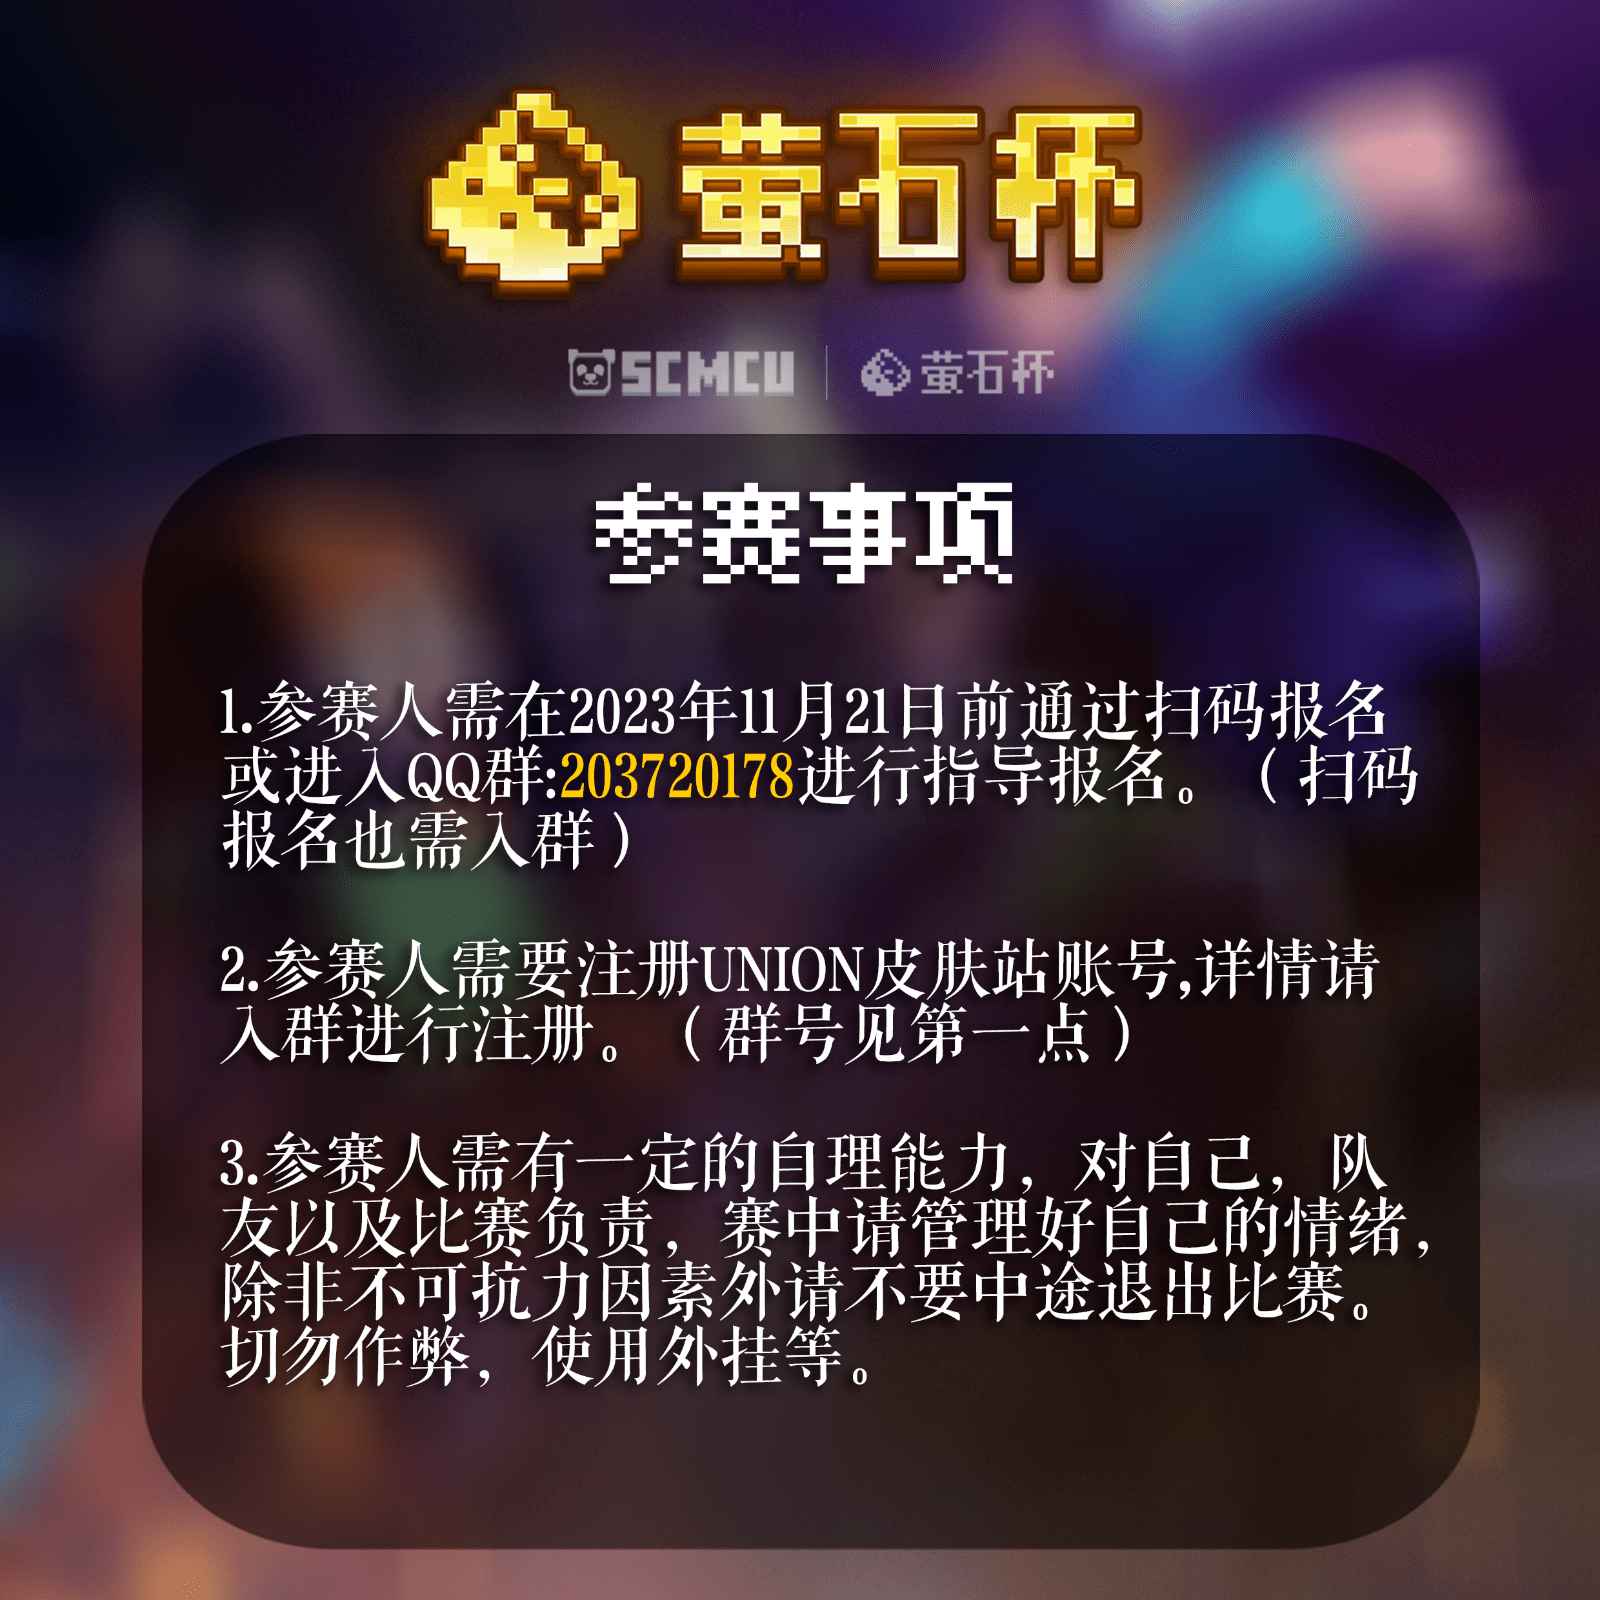 萤石杯
SCMCU 萤石杯
参赛事项
1.参赛人需在2023年11月21日前通过扫码报名
或进入QQ群:203720178进行指导报名。（扫码
报名也需入群）
2.参赛人需要注册UNION皮肤站账号,详情请
入群进行注册。（群号见第一点）
3.参赛人需有一定的自理能力，对自己，队
友以及比赛负责，赛中请管理好自己的情绪，
除非不可抗力因素外请不要中途退出比赛。
切勿作弊，使用外挂等。